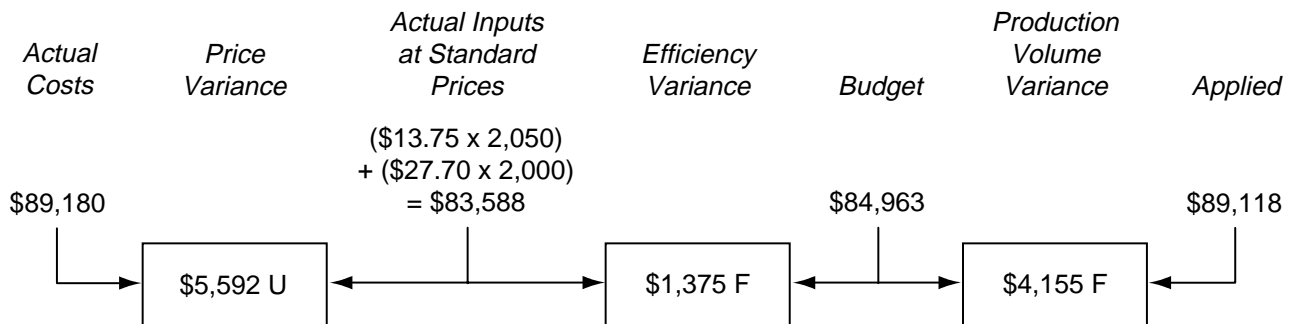 Actual
Costs
Price
Variance
Actual Inputs
at Standard
Prices
Efficiency
Variance
Budget
Production
Volume
Variance
Applied
($13.75 x 2,050)
+ ($27.70 x 2,000)
= $83,588
$89,180
$84,963
$89,118
$5,592 U
$1,375 F
$4,155 F